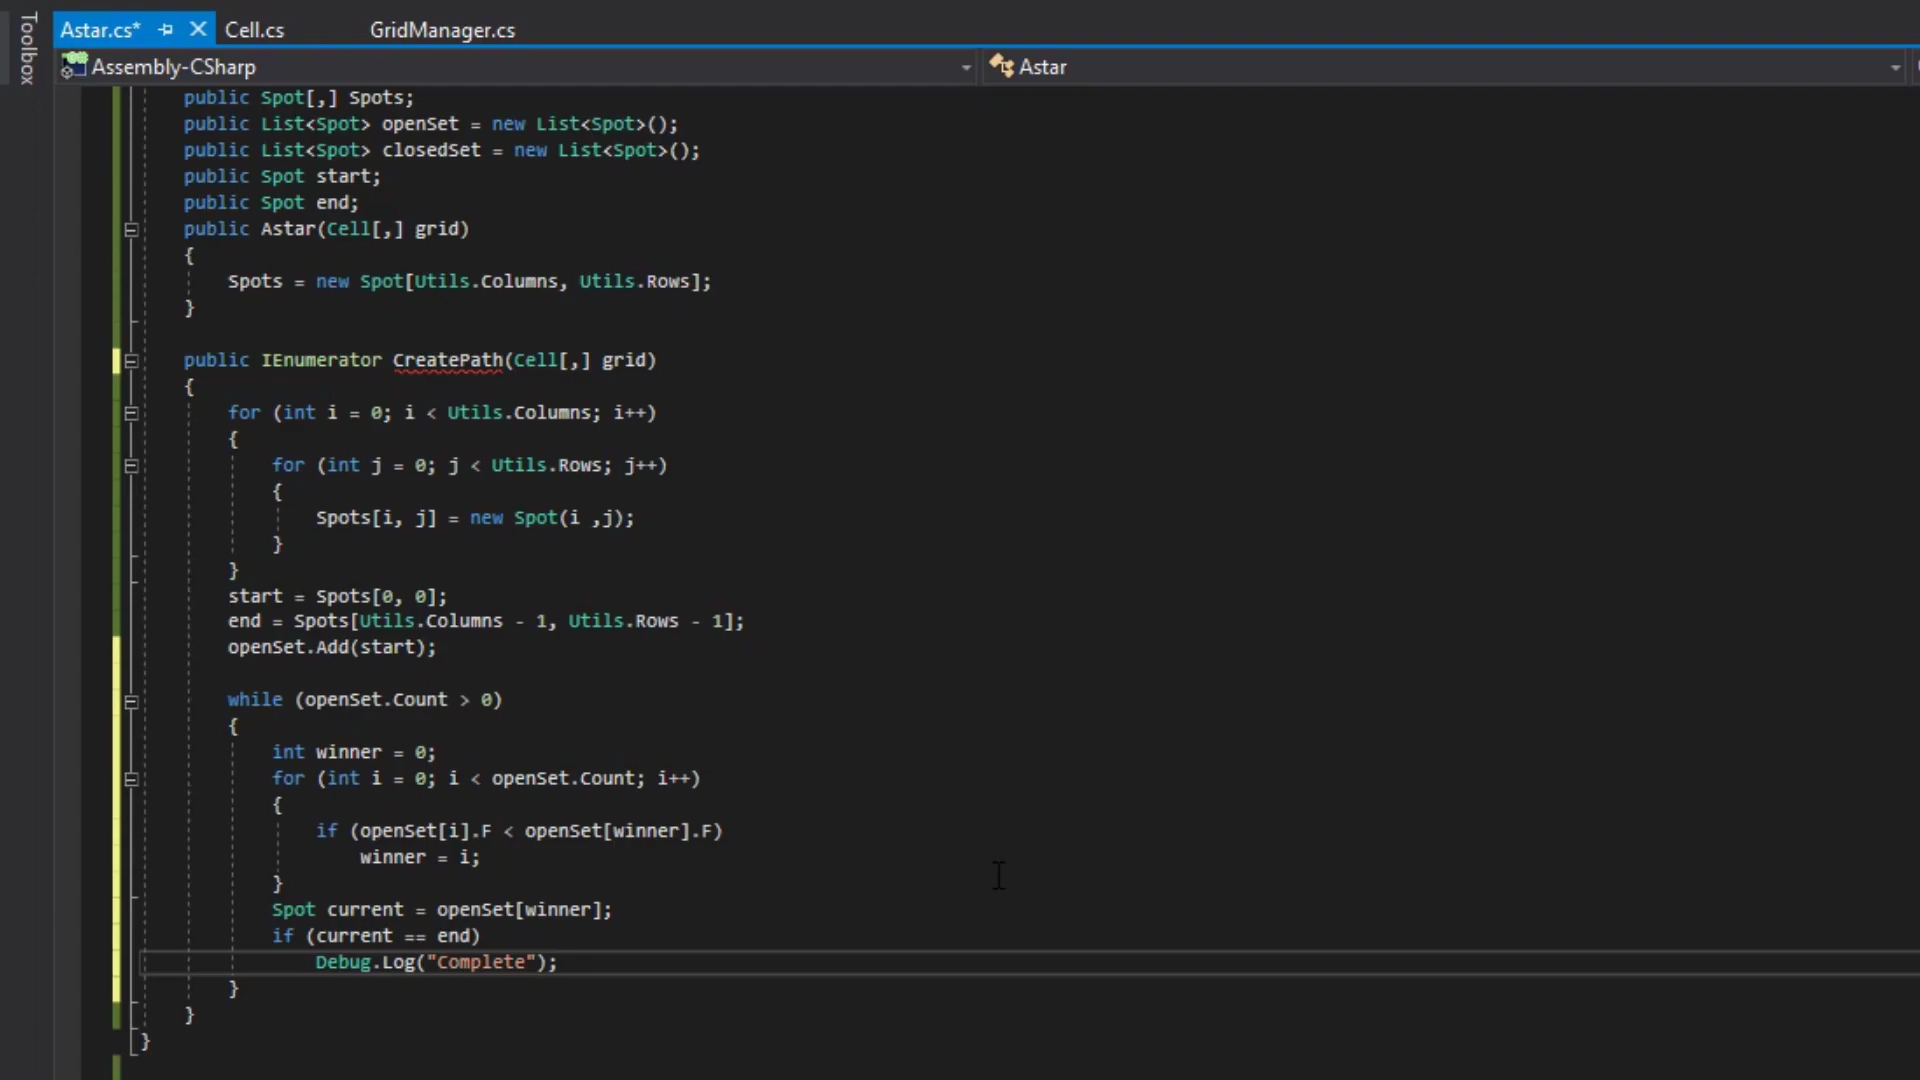 Toolbox
Astar.cs* Cell.cs GridManager.cs
Assembly-CSharp Astar
public Spot[,] Spots;
public List<Spot> openSet = new List<Spot>();
public List<Spot> closedSet = new List<Spot>();
public Spot start;
public Spot end;
public Astar(Cell[,] grid)
{
Spots = new Spot[Utils.Columns, Utils.Rows];
}
public IEnumerator CreatePath(Cell[,] grid)
{
for (int i = 0; i < Utils.Columns; i++)
{
for (int j = 0; j < Utils.Rows; j++)
{
Spots[i, j] = new Spot(i ,j);
}
}
start = Spots[0, 0];
end = Spots[Utils.Columns - 1, Utils.Rows - 1];
openSet.Add(start);
while (openSet.Count > 0)
{
int winner = 0;
for (int i = 0; i < openSet.Count; i++)
{
if (openSet[i].F < openSet[winner].F)
winner = i;
}
Spot current = openSet[winner];
if (current == end)
Debug.Log("Complete");
}
}
}